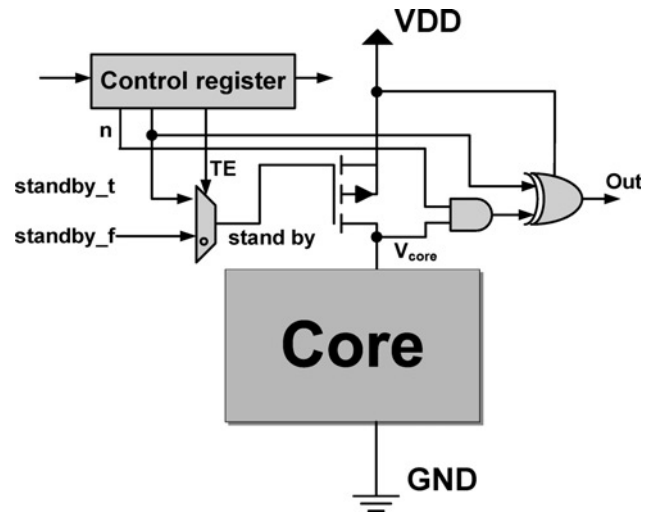 VDD
Control register
n
TE
standby_t
Out
standby_f
stand by
Vcore
Core
GND